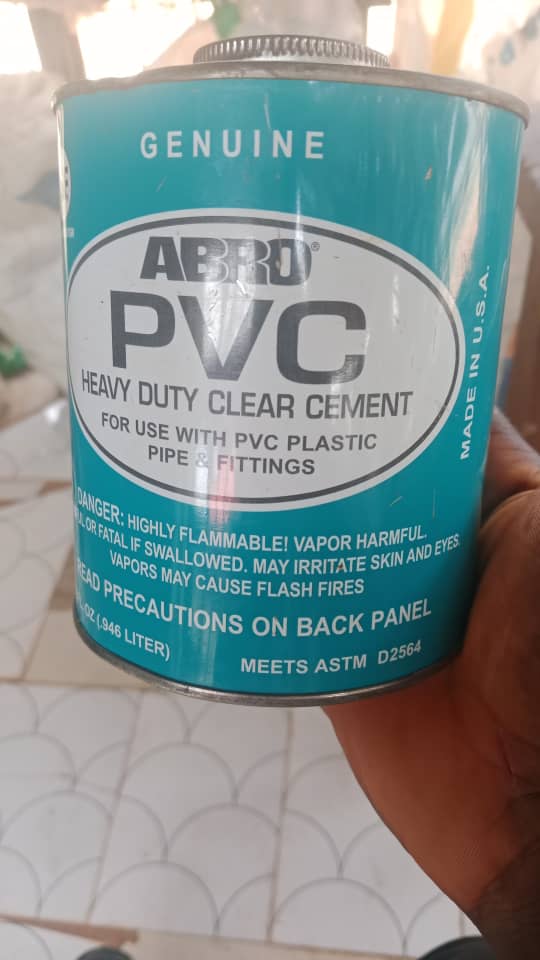 GENUINE
ABRO®
PVC
HEAVY DUTY CLEAR CEMENT
FOR USE WITH PVC PLASTIC
PIPE & FITTINGS
MADE IN U.S.A.
DANGER: HIGHLY FLAMMABLE! VAPOR HARMFUL.
OR FATAL IF SWALLOWED. MAY IRRITATE SKIN AND EYES.
VAPORS MAY CAUSE FLASH FIRES
READ PRECAUTIONS ON BACK PANEL
OZ (.946 LITER)
MEETS ASTM D2564